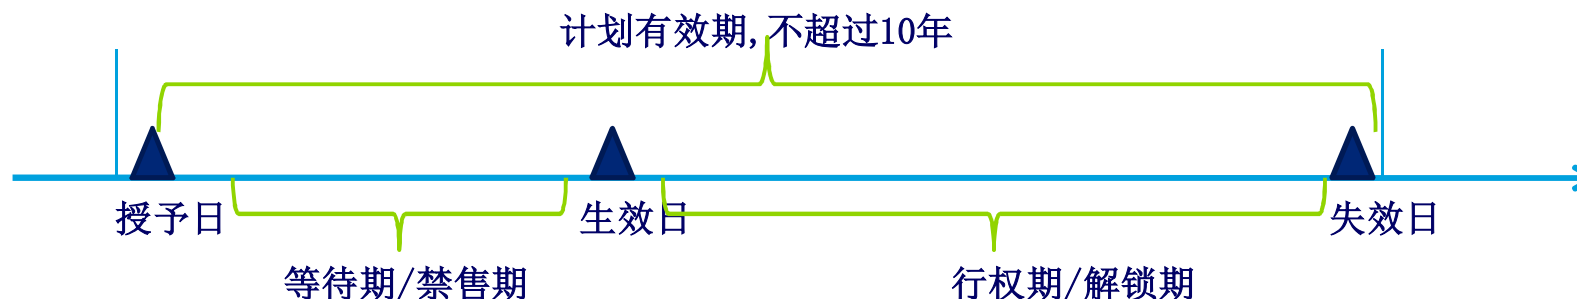 计划有效期,不超过10年
授予日
生效日
失效日
等待期/禁售期
行权期/解锁期